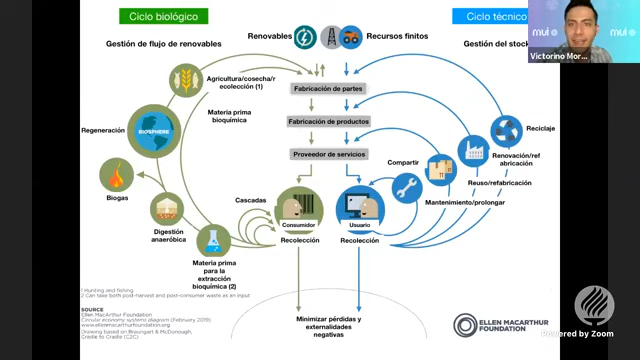 Ciclo biológico
Ciclo técnico
Gestión de flujo de renovables
Renovables
Recursos finitos
Gestión del stock
mui
mui
Victorino Mor...
Agricultura/cosecha/r
ecolección (1)
Materia prima
bioquímica
Regeneración
BIOSPHERE
Biogas
Digestión
anaeróbica
Materia prima
para la
extracción
bioquímica (2)
Cascadas
Fabricación de partes
Fabricación de productos
Proveedor de servicios
Consumidor
Usuario
Recolección
Recolección
Compartir
Mantenimiento/prolongar
Reuso/refabricación
Renovación/ref
abricación
Reciclaje
Minimizar pérdidas y
externalidades
negativas
1 Hunting and fishing
2 Can take both post-harvest and post-consumer waste as an input
SOURCE
Ellen MacArthur Foundation
Circular economy systems diagram (February 2019)
www.ellenmacarthurfoundation.org
Drawing based on Braungart & McDonough,
Cradle to Cradle (C2C)
ELLEN MACARTHUR
FOUNDATION
Powered by Zoom